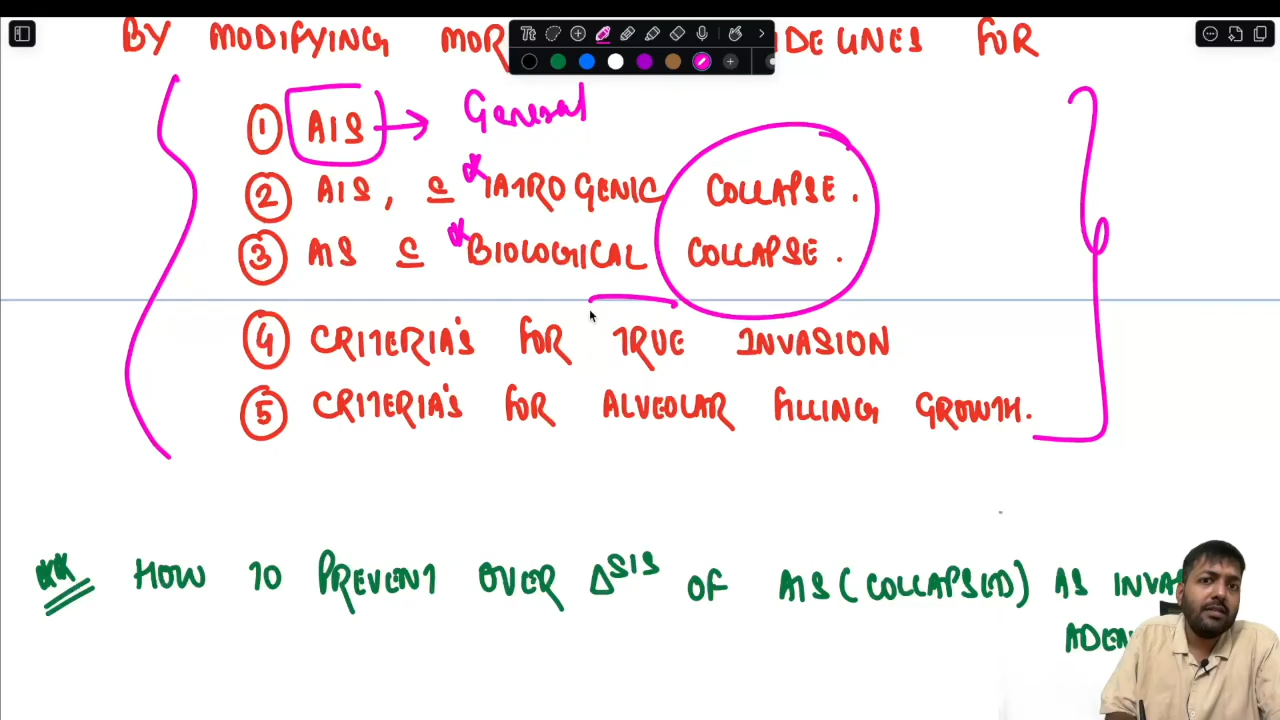 BY MODIFYING MOR IDELINES FOR
① AIS → General
② AIS, c̲ *IATROGENIC COLLAPSE.
③ AIS c̲ *BIOLOGICAL COLLAPSE.
④ CRITERIA'S FOR TRUE INVASION
⑤ CRITERIA'S FOR ALVEOLAR FILLING GROWTH.
** HOW TO PREVENT OVER ΔSIS OF AIS (COLLAPSED) AS INVA
ADEN